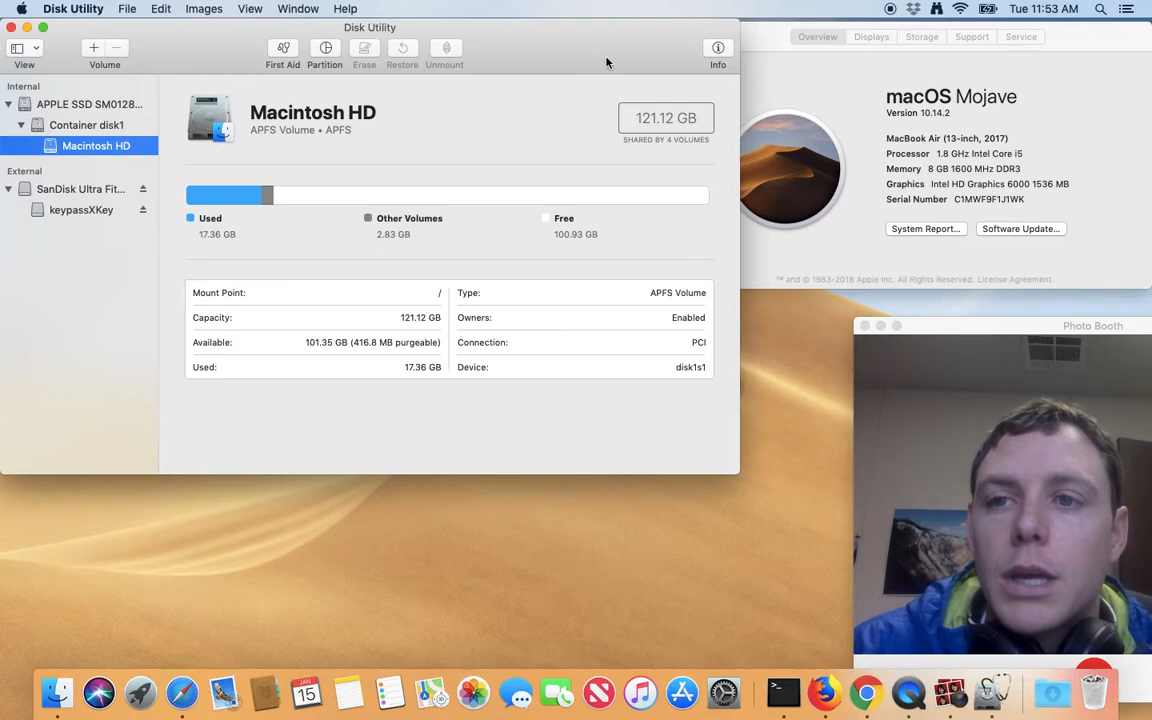 Disk Utility File Edit Images View Window Help Tue 11:53 AM
Disk Utility
View Volume First Aid Partition Erase Restore Unmount Info
Internal
APPLE SSD SM0128...
Container disk1
Macintosh HD
External
SanDisk Ultra Fit...
keypassXKey
Macintosh HD
APFS Volume • APFS
121.12 GB
SHARED BY 4 VOLUMES
Used
17.36 GB
Other Volumes
2.83 GB
Free
100.93 GB
Mount Point: /
Capacity: 121.12 GB
Available: 101.35 GB (416.8 MB purgeable)
Used: 17.36 GB
Type: APFS Volume
Owners: Enabled
Connection: PCI
Device: disk1s1
Overview Displays Storage Support Service
macOS Mojave
Version 10.14.2
MacBook Air (13-inch, 2017)
Processor 1.8 GHz Intel Core i5
Memory 8 GB 1600 MHz DDR3
Graphics Intel HD Graphics 6000 1536 MB
Serial Number C1MWF9F1J1WK
System Report...
Software Update...
™ and © 1983-2018 Apple Inc. All Rights Reserved. License Agreement
Photo Booth
JAN
15